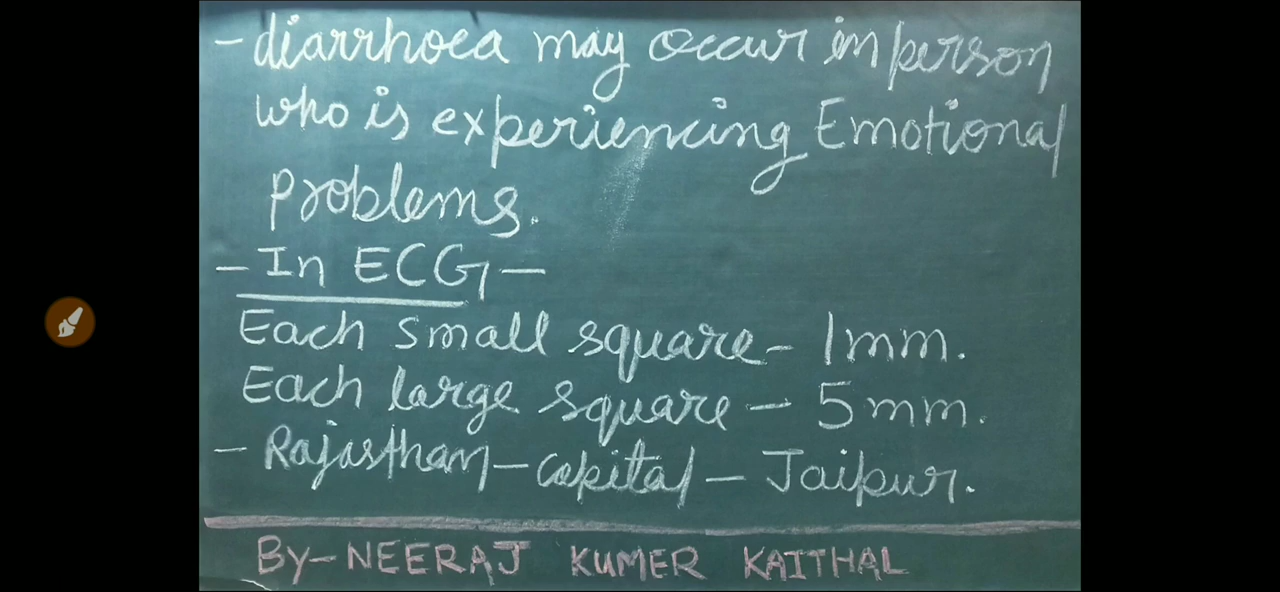 - diarrhoea may occur in person
who is experiencing Emotional
problems.
- In ECG -
Each small square - 1mm.
Each large square - 5mm.
- Rajasthan - capital - Jaipur.
By - NEERAJ KUMER KAITHAL